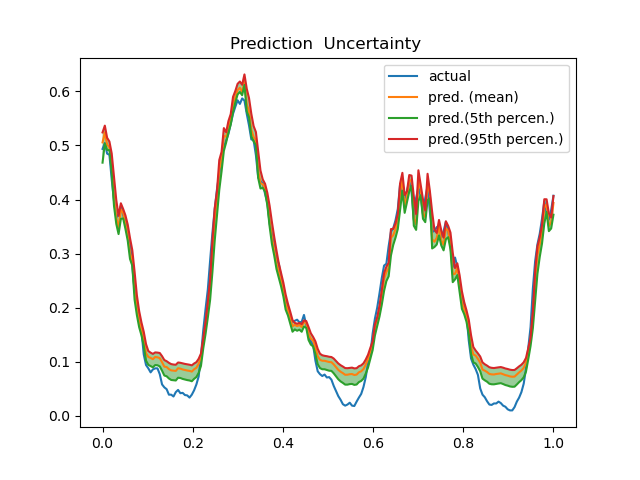 Prediction  Uncertainty
actual
pred. (mean)
pred.(5th percen.)
pred.(95th percen.)
0.6
0.5
0.4
0.3
0.2
0.1
0.0
0.0 0.2 0.4 0.6 0.8 1.0